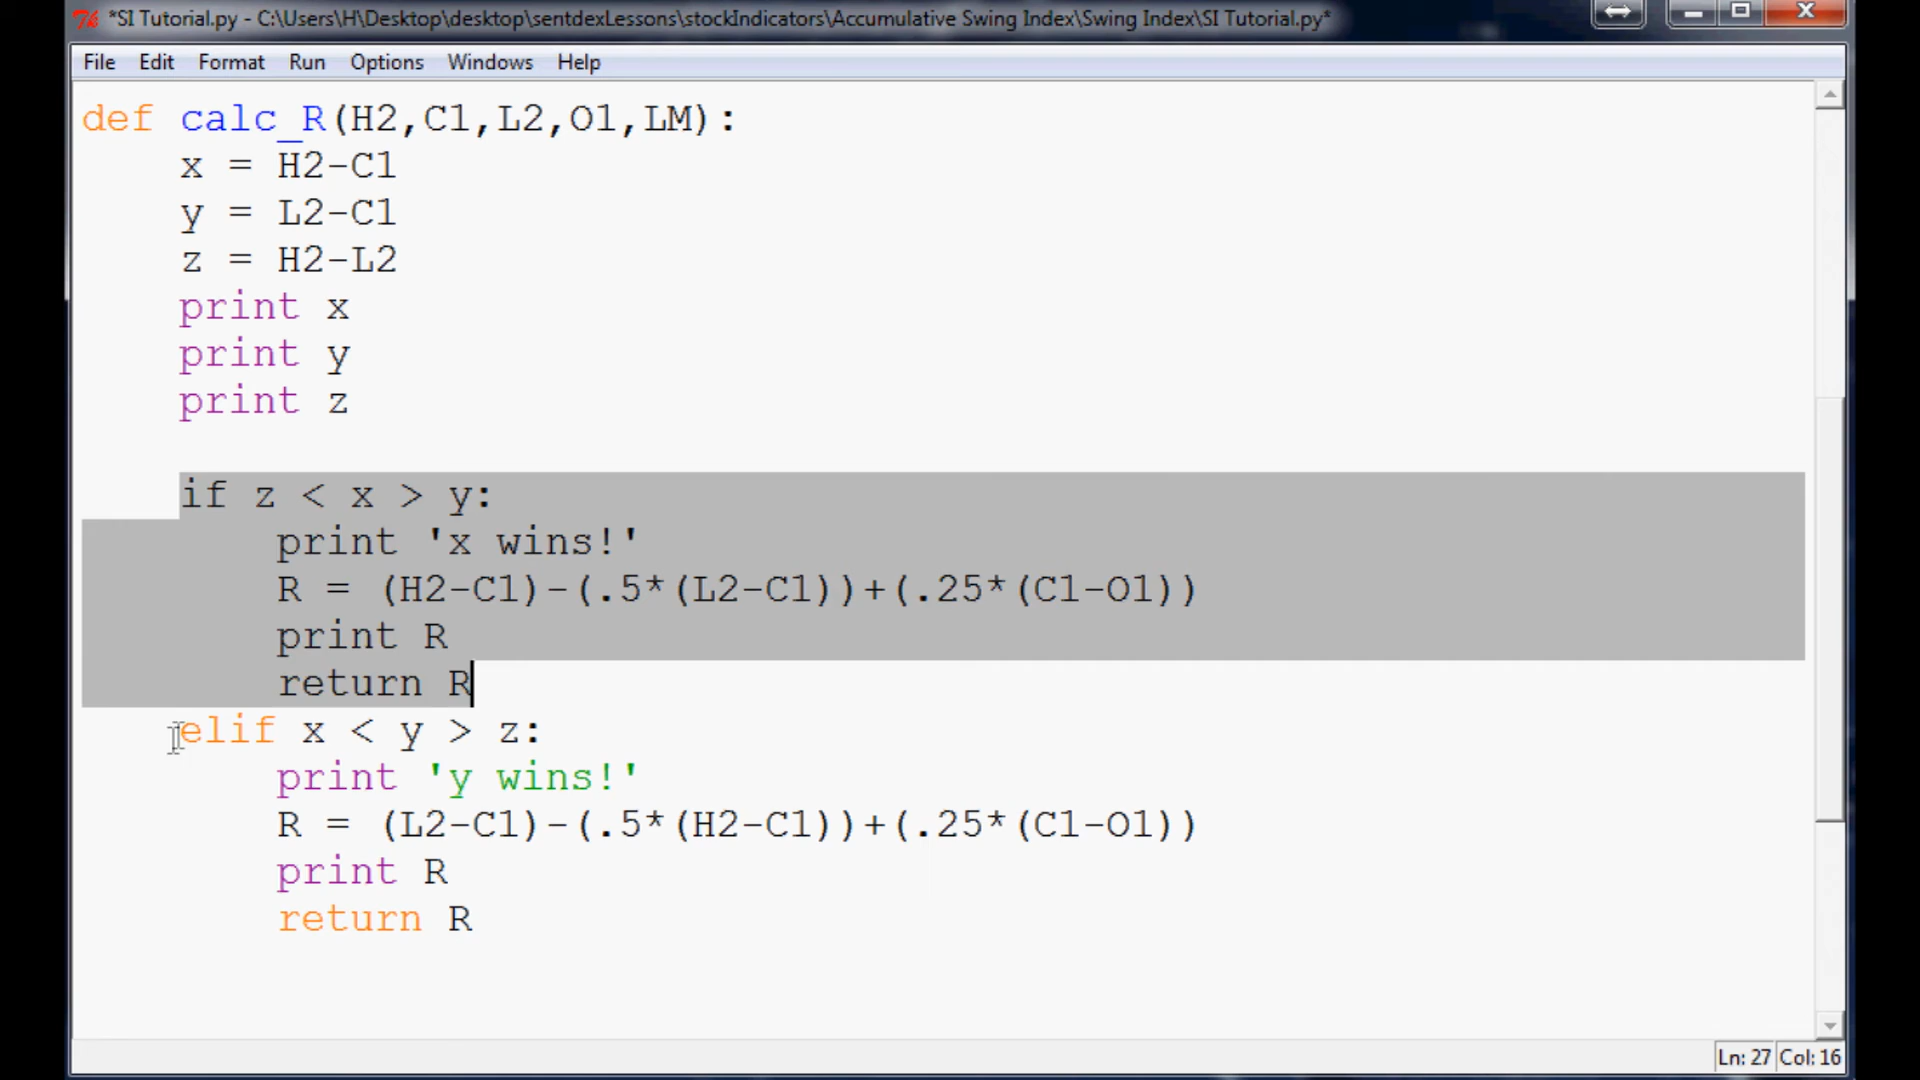 *SI Tutorial.py - C:\Users\H\Desktop\desktop\sentdexLessons\stockIndicators\Accumulative Swing Index\Swing Index\SI Tutorial.py*
File Edit Format Run Options Windows Help
def calc_R(H2,C1,L2,O1,LM):
    x = H2-C1
    y = L2-C1
    z = H2-L2
    print x
    print y
    print z
    if z < x > y:
        print 'x wins!'
        R = (H2-C1)-(.5*(L2-C1))+(.25*(C1-O1))
        print R
        return R
    elif x < y > z:
        print 'y wins!'
        R = (L2-C1)-(.5*(H2-C1))+(.25*(C1-O1))
        print R
        return R
Ln: 27 Col: 16